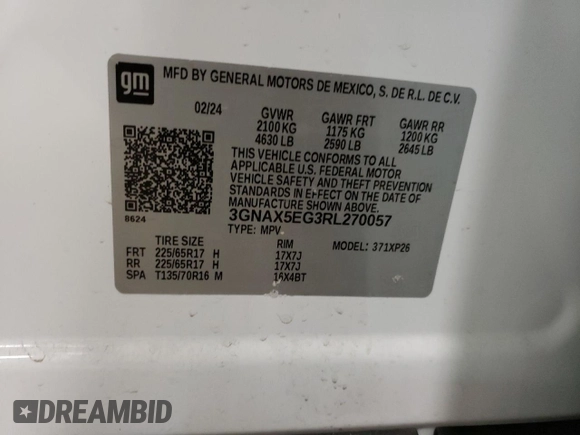 gm
MFD BY GENERAL MOTORS DE MEXICO, S. DE R.L. DE C.V.
02/24 GVWR GAWR FRT GAWR RR
2100 KG 1175 KG 1200 KG
4630 LB 2590 LB 2645 LB
THIS VEHICLE CONFORMS TO ALL
APPLICABLE U.S. FEDERAL MOTOR
VEHICLE SAFETY AND THEFT PREVENTION
STANDARDS IN EFFECT ON THE DATE OF
MANUFACTURE SHOWN ABOVE.
3GNAX5EG3RL270057
8624
TYPE: MPV MODEL: 371XP26
TIRE SIZE RIM
FRT 225/65R17 H 17X7J
RR 225/65R17 H 17X7J
SPA T135/70R16 M 16X4BT
DREAMBID